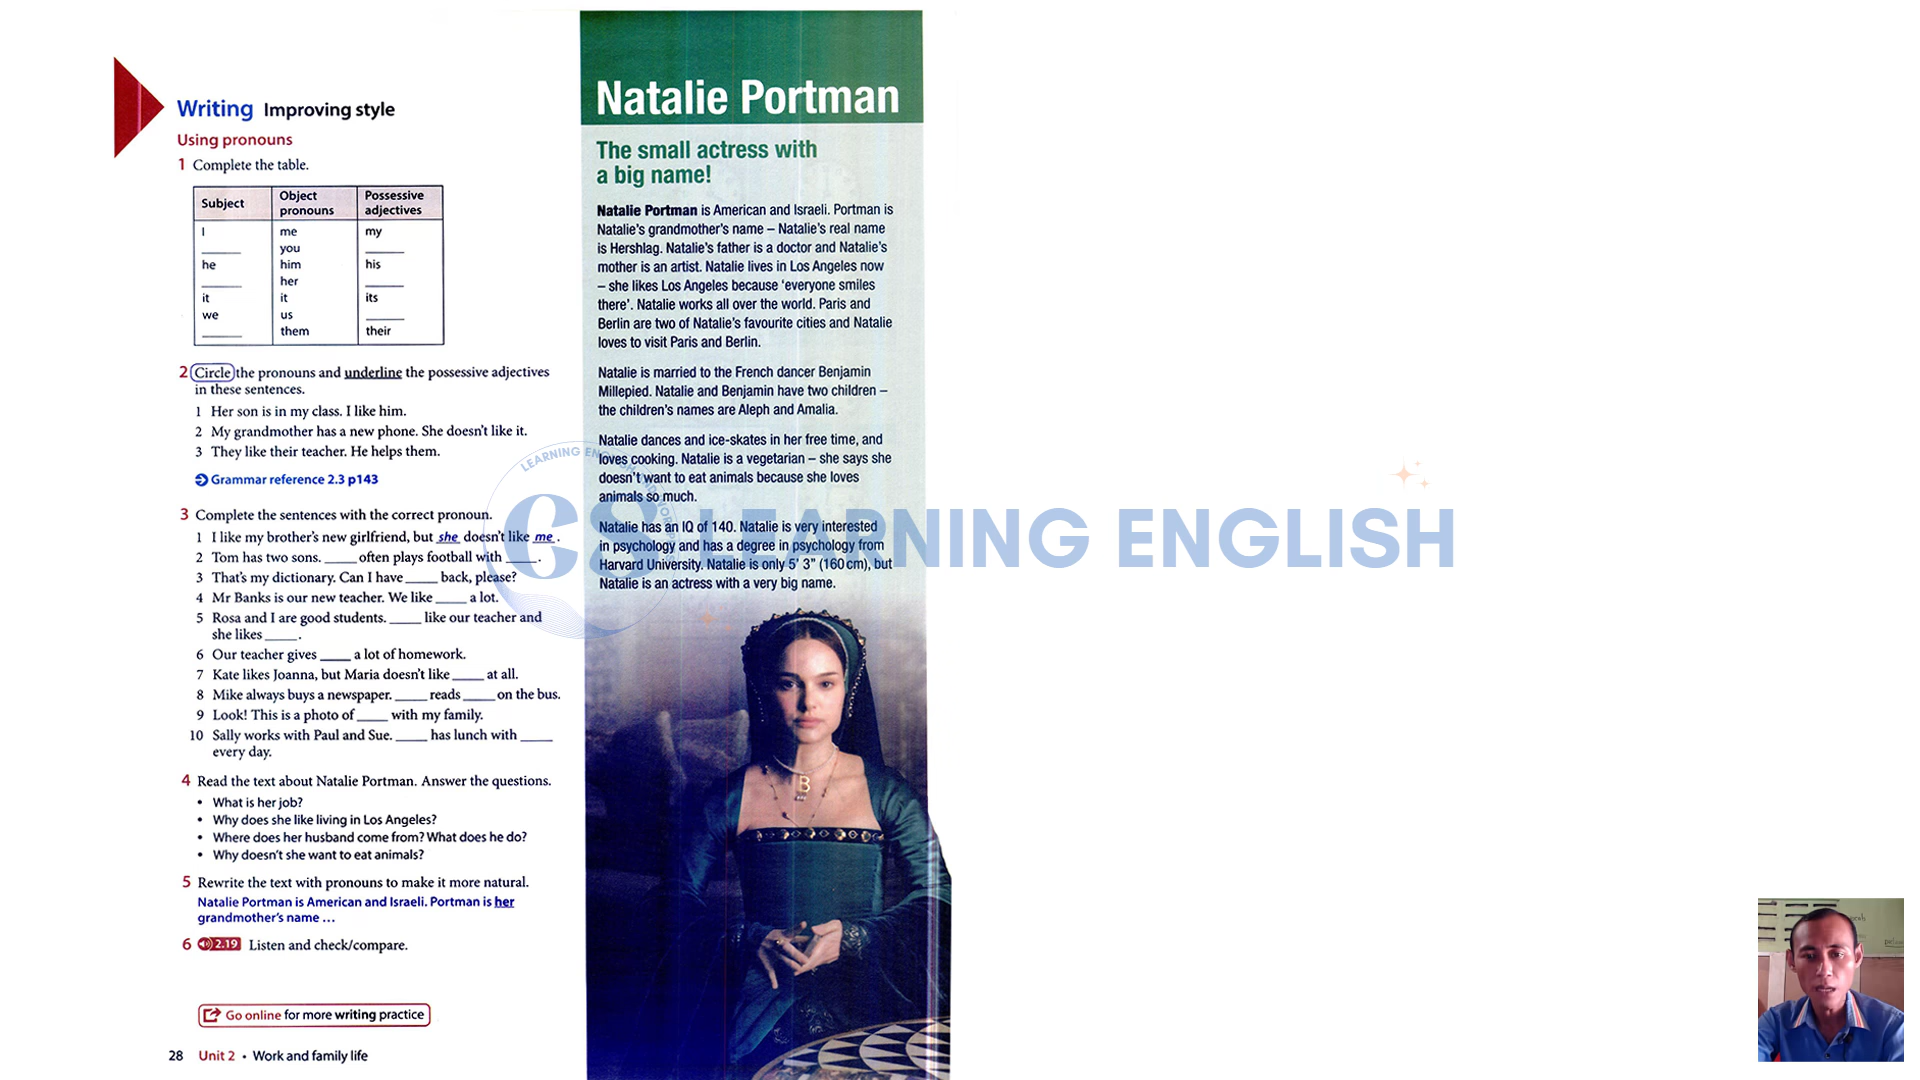 Writing Improving style
Using pronouns
1 Complete the table.
Subject Object pronouns Possessive adjectives
I me my
____ you ____
he him his
____ her ____
it it its
we us ____
____ them their
2 Circle the pronouns and underline the possessive adjectives
in these sentences.
1 Her son is in my class. I like him.
2 My grandmother has a new phone. She doesn't like it.
3 They like their teacher. He helps them.
Grammar reference 2.3 p143
3 Complete the sentences with the correct pronoun.
1 I like my brother's new girlfriend, but she doesn't like me.
2 Tom has two sons. ____ often plays football with ____.
3 That's my dictionary. Can I have ____ back, please?
4 Mr Banks is our new teacher. We like ____ a lot.
5 Rosa and I are good students. ____ like our teacher and
she likes ____.
6 Our teacher gives ____ a lot of homework.
7 Kate likes Joanna, but Maria doesn't like ____ at all.
8 Mike always buys a newspaper. ____ reads ____ on the bus.
9 Look! This is a photo of ____ with my family.
10 Sally works with Paul and Sue. ____ has lunch with ____
every day.
4 Read the text about Natalie Portman. Answer the questions.
• What is her job?
• Why does she like living in Los Angeles?
• Where does her husband come from? What does he do?
• Why doesn't she want to eat animals?
5 Rewrite the text with pronouns to make it more natural.
Natalie Portman is American and Israeli. Portman is her
grandmother's name …
6 2.19 Listen and check/compare.
Go online for more writing practice
28 Unit 2 • Work and family life
Natalie Portman
The small actress with
a big name!
Natalie Portman is American and Israeli. Portman is
Natalie's grandmother's name – Natalie's real name
is Hershlag. Natalie's father is a doctor and Natalie's
mother is an artist. Natalie lives in Los Angeles now
– she likes Los Angeles because 'everyone smiles
there'. Natalie works all over the world. Paris and
Berlin are two of Natalie's favourite cities and Natalie
loves to visit Paris and Berlin.
Natalie is married to the French dancer Benjamin
Millepied. Natalie and Benjamin have two children –
the children's names are Aleph and Amalia.
Natalie dances and ice-skates in her free time, and
loves cooking. Natalie is a vegetarian – she says she
doesn't want to eat animals because she loves
animals so much.
Natalie has an IQ of 140. Natalie is very interested
in psychology and has a degree in psychology from
Harvard University. Natalie is only 5' 3" (160 cm), but
Natalie is an actress with a very big name.
B
es LEARNING ENGLISH
LEARNING ENGLISH